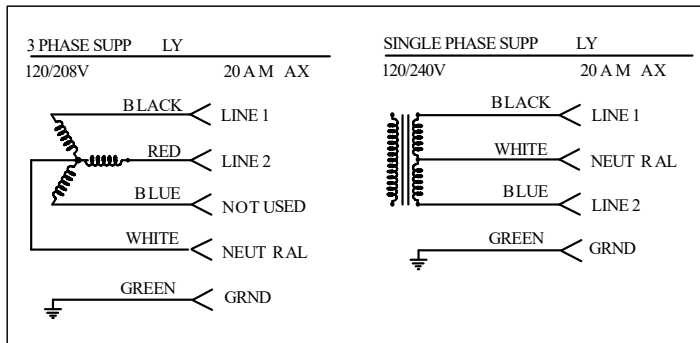 3 PHASE SUPP LY
120/208V 20 A M AX
BLACK LINE 1
RED LINE 2
BLUE NOT USED
WHITE NEUT RAL
GREEN GRND
SINGLE PHASE SUPP LY
120/240V 20 A M AX
BLACK LINE 1
WHITE NEUT RAL
BLUE LINE 2
GREEN GRND